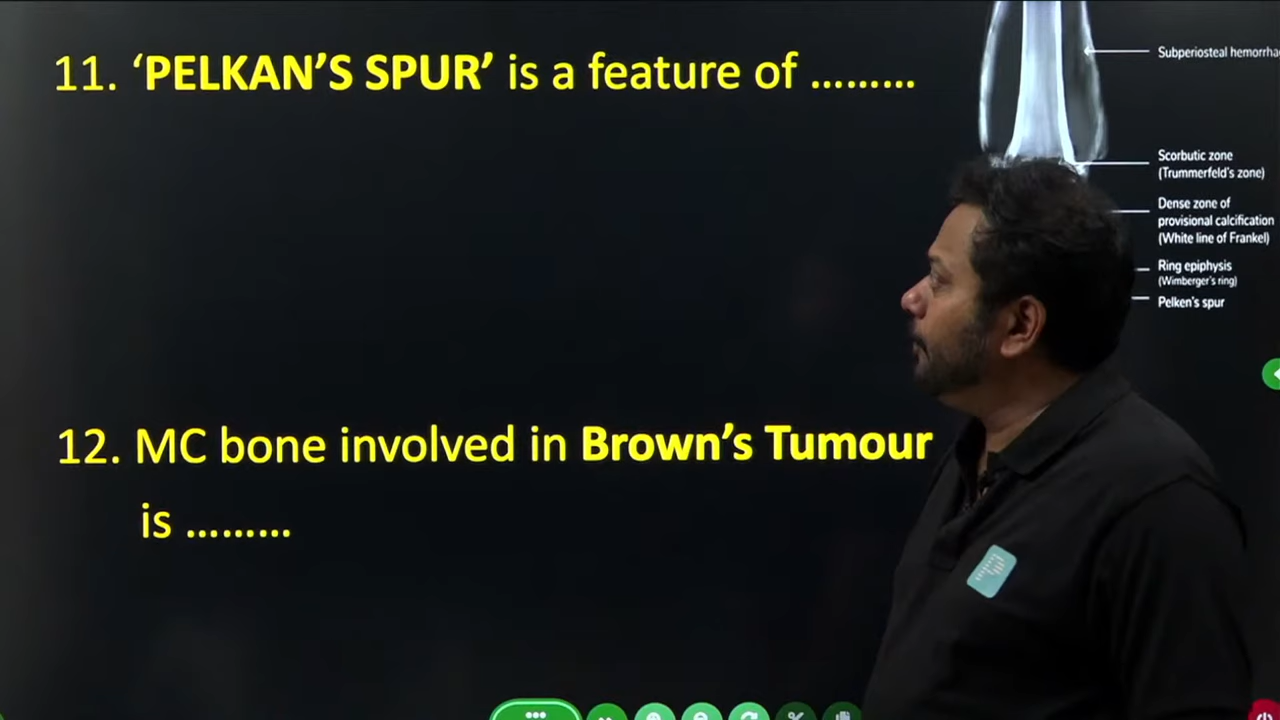 11. ‘PELKAN’S SPUR’ is a feature of .........
Subperiosteal
Scorbutic zone
(Trummerfeld's zone)
Dense zone of
provisional calcification
(White line of Frankel)
Ring epiphysis
(Wimberger's ring)
Pelken's spur
12. MC bone involved in Brown’s Tumour
is .........